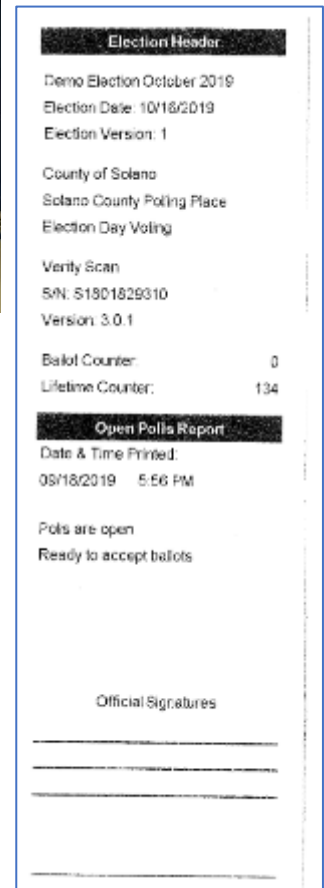 Election Header
Demo Election October 2019
Election Date: 10/16/2019
Election Version: 1
County of Solano
Solano County Polling Place
Election Day Voting
Verity Scan
S/N: S1801829310
Version: 3.0.1
Ballot Counter: 0
Lifetime Counter: 134
Open Polls Report
Date & Time Printed:
09/18/2019 5:56 PM
Polls are open
Ready to accept ballots
Official Signatures